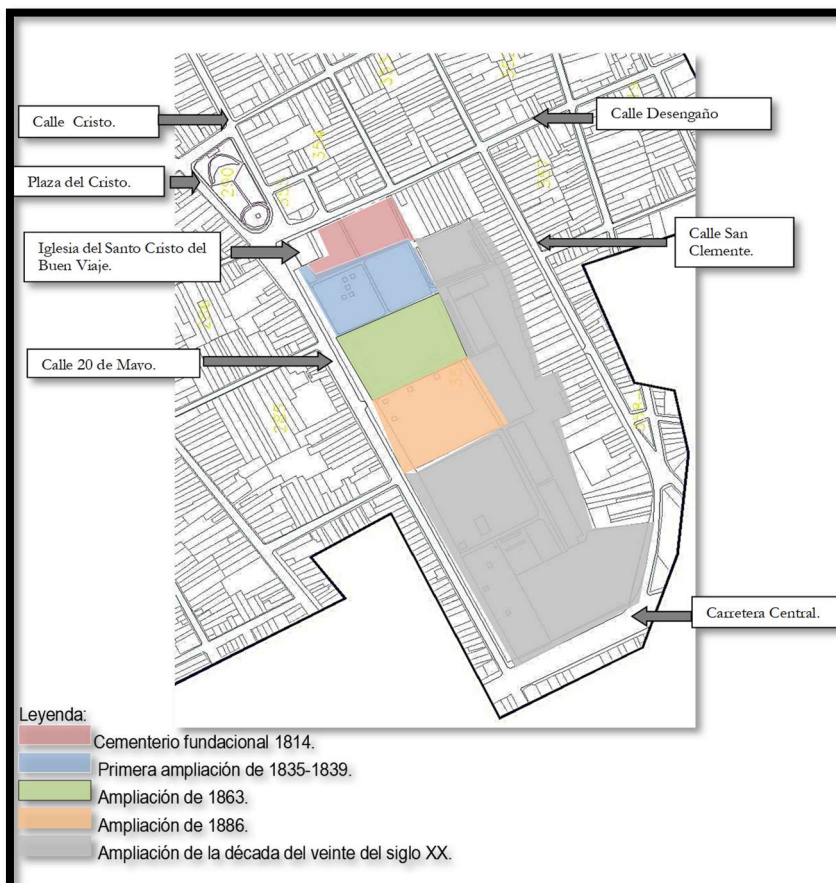 Calle Cristo.
Calle Desengaño
Plaza del Cristo.
Iglesia del Santo Cristo del
Buen Viaje.
Calle San
Clemente.
Calle 20 de Mayo.
Carretera Central.
Leyenda:
Cementerio fundacional 1814.
Primera ampliación de 1835-1839.
Ampliación de 1863.
Ampliación de 1886.
Ampliación de la década del veinte del siglo XX.